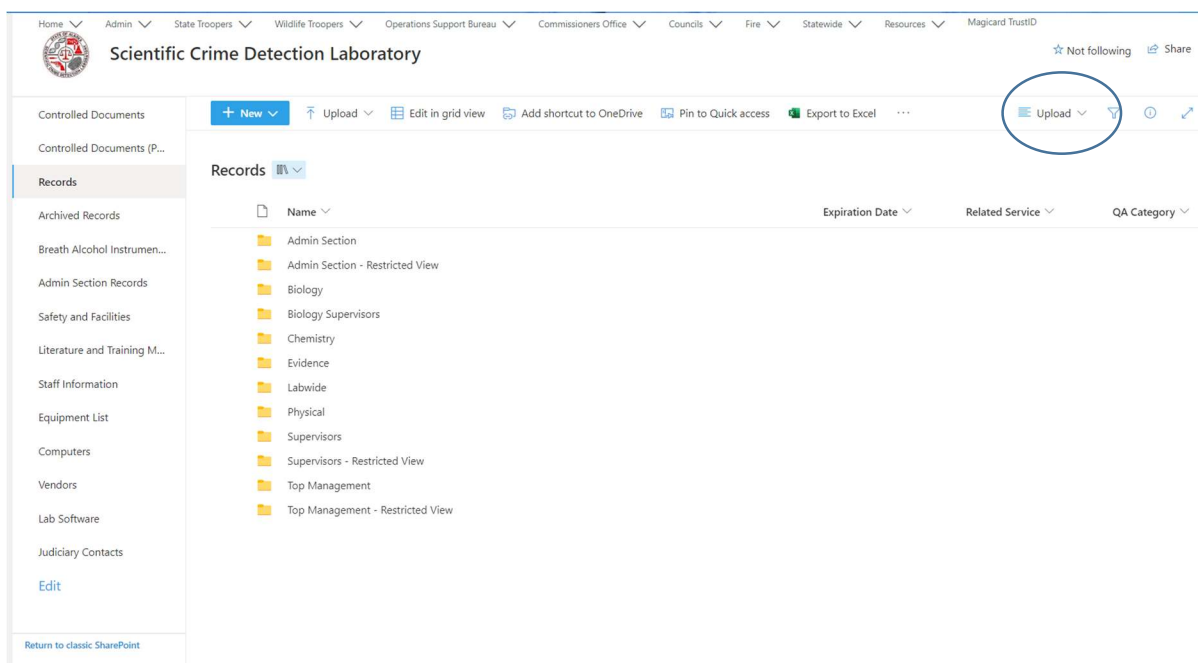 Home Admin State Troopers Wildlife Troopers Operations Support Bureau Commissioners Office Councils Fire Statewide Resources Magicard TrustID
Scientific Crime Detection Laboratory
Not following Share
+ New Upload Edit in grid view Add shortcut to OneDrive Pin to Quick access Export to Excel ··· Upload
Controlled Documents
Controlled Documents (P...
Records
Archived Records
Breath Alcohol Instrumen...
Admin Section Records
Safety and Facilities
Literature and Training M...
Staff Information
Equipment List
Computers
Vendors
Lab Software
Judiciary Contacts
Edit
Return to classic SharePoint
Records
Name Expiration Date Related Service QA Category
Admin Section
Admin Section - Restricted View
Biology
Biology Supervisors
Chemistry
Evidence
Labwide
Physical
Supervisors
Supervisors - Restricted View
Top Management
Top Management - Restricted View